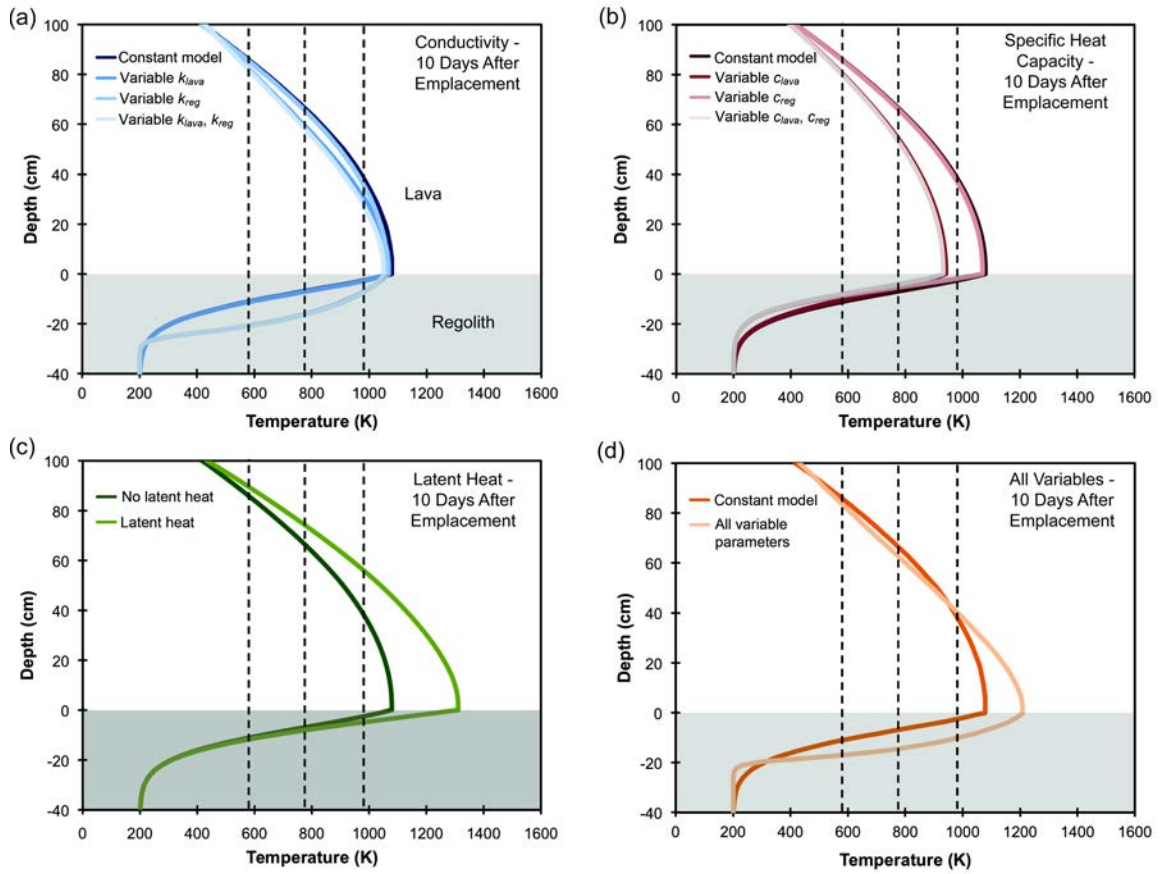 (a)
Conductivity -
10 Days After
Emplacement
Constant model
Variable k_lava
Variable k_reg
Variable k_lava, k_reg
Lava
Regolith
100
80
60
40
20
0
-20
-40
Depth (cm)
0 200 400 600 800 1000 1200 1400 1600
Temperature (K)
(b)
Specific Heat
Capacity -
10 Days After
Emplacement
Constant model
Variable c_lava
Variable c_reg
Variable c_lava, c_reg
100
80
60
40
20
0
-20
-40
Depth (cm)
0 200 400 600 800 1000 1200 1400 1600
Temperature (K)
(c)
Latent Heat -
10 Days After
Emplacement
No latent heat
Latent heat
100
80
60
40
20
0
-20
-40
Depth (cm)
0 200 400 600 800 1000 1200 1400 1600
Temperature (K)
(d)
All Variables -
10 Days After
Emplacement
Constant model
All variable
parameters
100
80
60
40
20
0
-20
-40
Depth (cm)
0 200 400 600 800 1000 1200 1400 1600
Temperature (K)